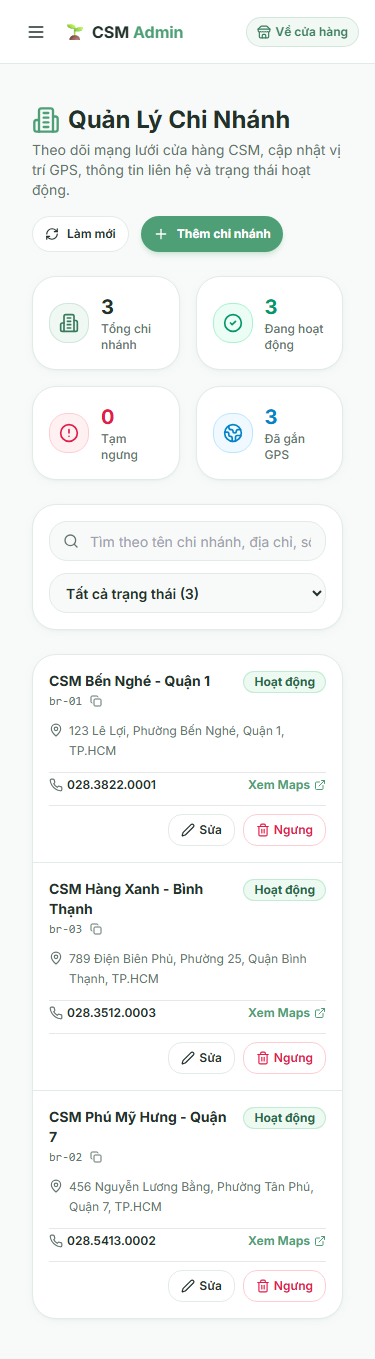 CSM Admin
Về cửa hàng
Quản Lý Chi Nhánh
Theo dõi mạng lưới cửa hàng CSM, cập nhật vị
trí GPS, thông tin liên hệ và trạng thái hoạt
động.
Làm mới
Thêm chi nhánh
3
Tổng chi
nhánh
3
Đang hoạt
động
0
Tạm
ngưng
3
Đã gắn
GPS
Tìm theo tên chi nhánh, địa chỉ, số
Tất cả trạng thái (3)
CSM Bến Nghé - Quận 1
Hoạt động
br-01
123 Lê Lợi, Phường Bến Nghé, Quận 1,
TP.HCM
028.3822.0001
Xem Maps
Sửa
Ngưng
CSM Hàng Xanh - Bình
Thạnh
Hoạt động
br-03
789 Điện Biên Phủ, Phường 25, Quận Bình
Thạnh, TP.HCM
028.3512.0003
Xem Maps
Sửa
Ngưng
CSM Phú Mỹ Hưng - Quận
7
Hoạt động
br-02
456 Nguyễn Lương Bằng, Phường Tân Phú,
Quận 7, TP.HCM
028.5413.0002
Xem Maps
Sửa
Ngưng